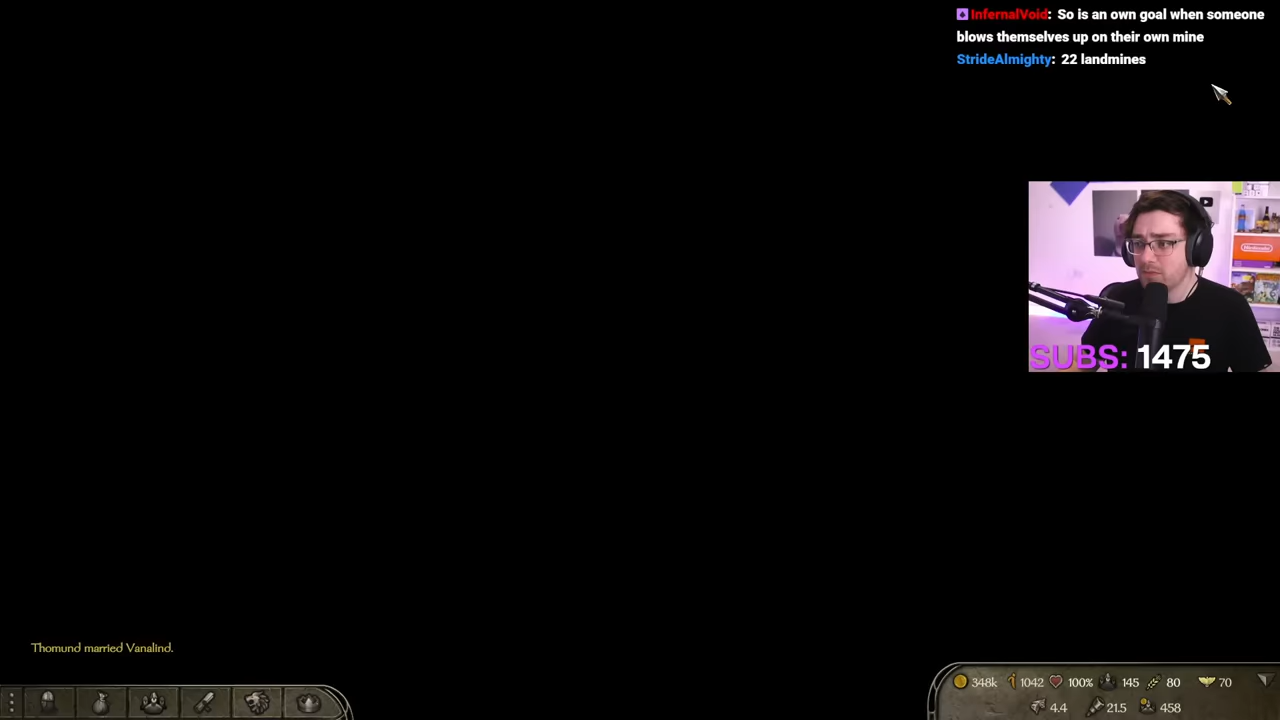 InfernalVoid: So is an own goal when someone
blows themselves up on their own mine
StrideAlmighty: 22 landmines
Nintendo
SUBS: 1475
Thomund married Vanalind.
348k 1042 100% 145 80 70
4.4 21.5 458